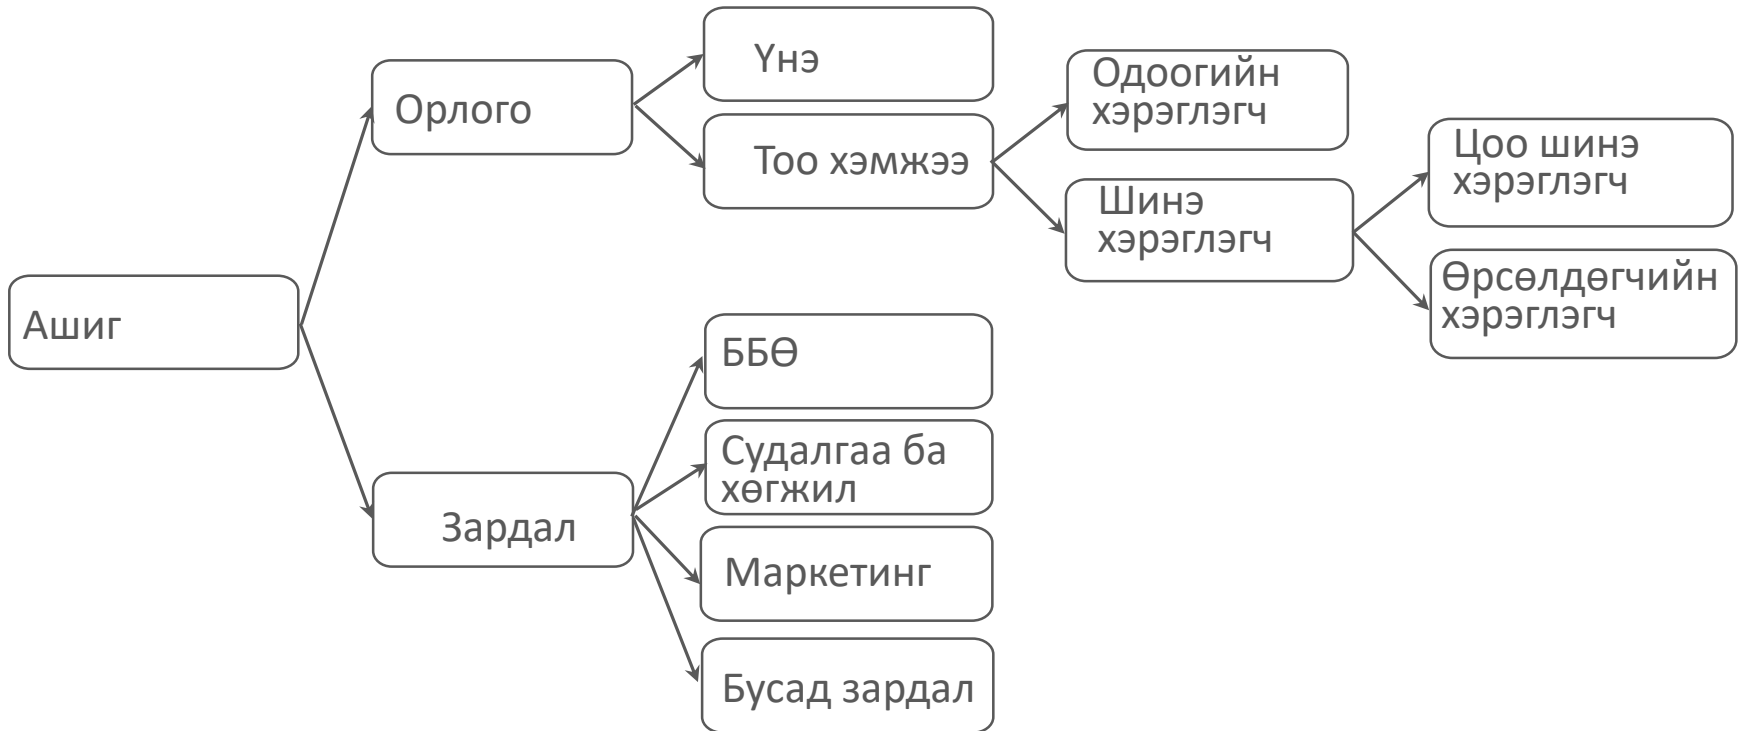 Ашиг
Орлого
Үнэ
Тоо хэмжээ
Одоогийн
хэрэглэгч
Шинэ
хэрэглэгч
Цоо шинэ
хэрэглэгч
Өрсөлдөгчийн
хэрэглэгч
Зардал
ББӨ
Судалгаа ба
хөгжил
Маркетинг
Бусад зардал